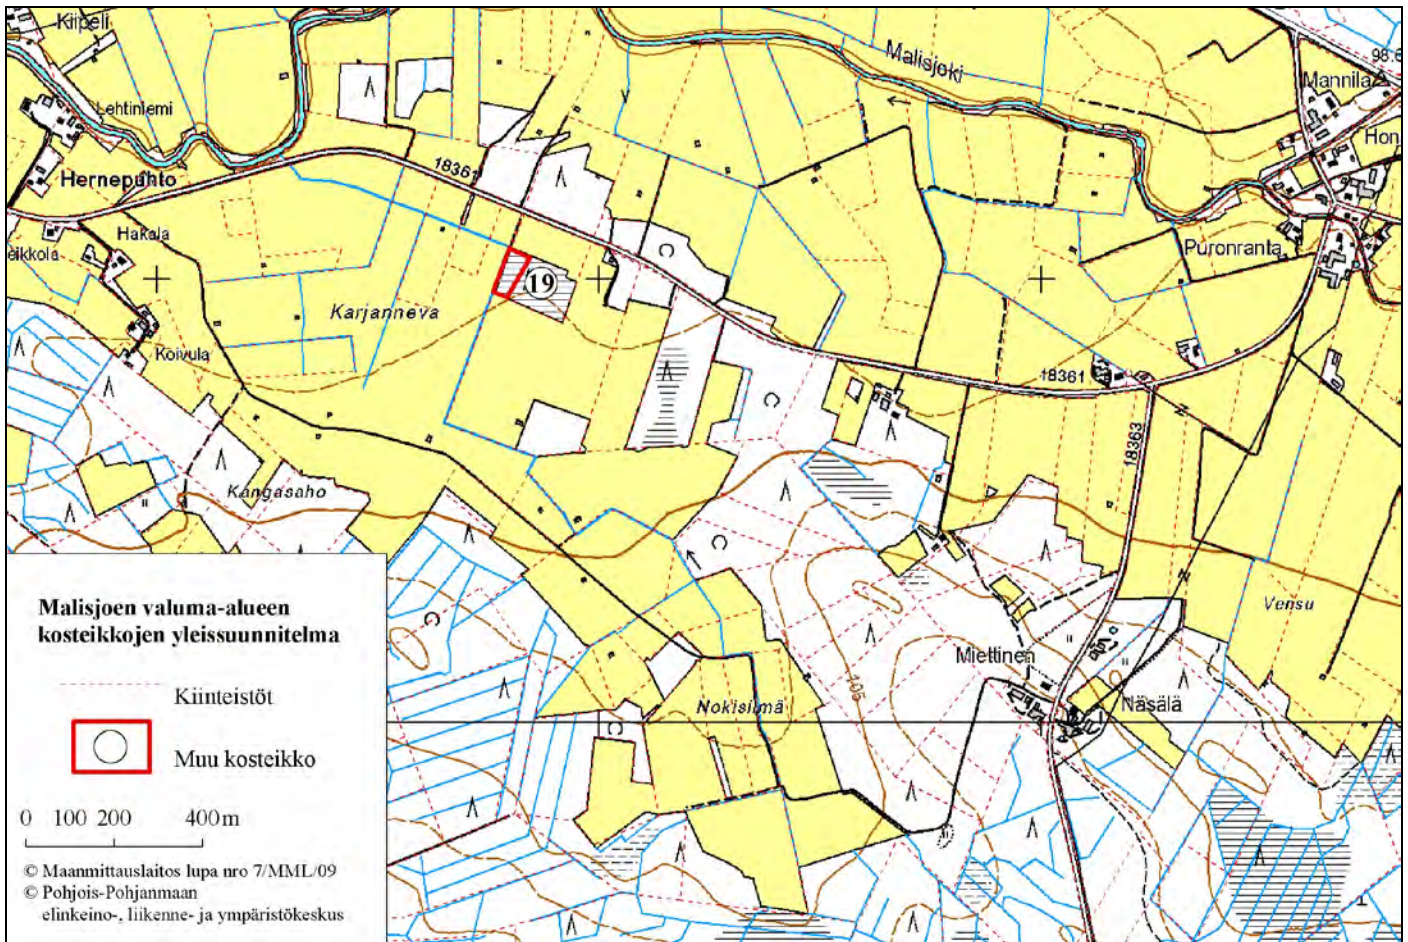 Kiipeli
Malisjoki
98.6
Mannila
Lehtiniemi
Hon
18361
Hernepuhto
Hakala
eikkola
Puronranta
19
Karjanneva
Koivula
18361
18363
Kangasaho
Vensu
Miettinen
105
Nokisilmä
Näsälä
Malisjoen valuma-alueen
kosteikkojen yleissuunnitelma
Kiinteistöt
Muu kosteikko
0 100 200 400 m
© Maanmittauslaitos lupa nro 7/MML/09
© Pohjois-Pohjanmaan
elinkeino-, liikenne- ja ympäristökeskus